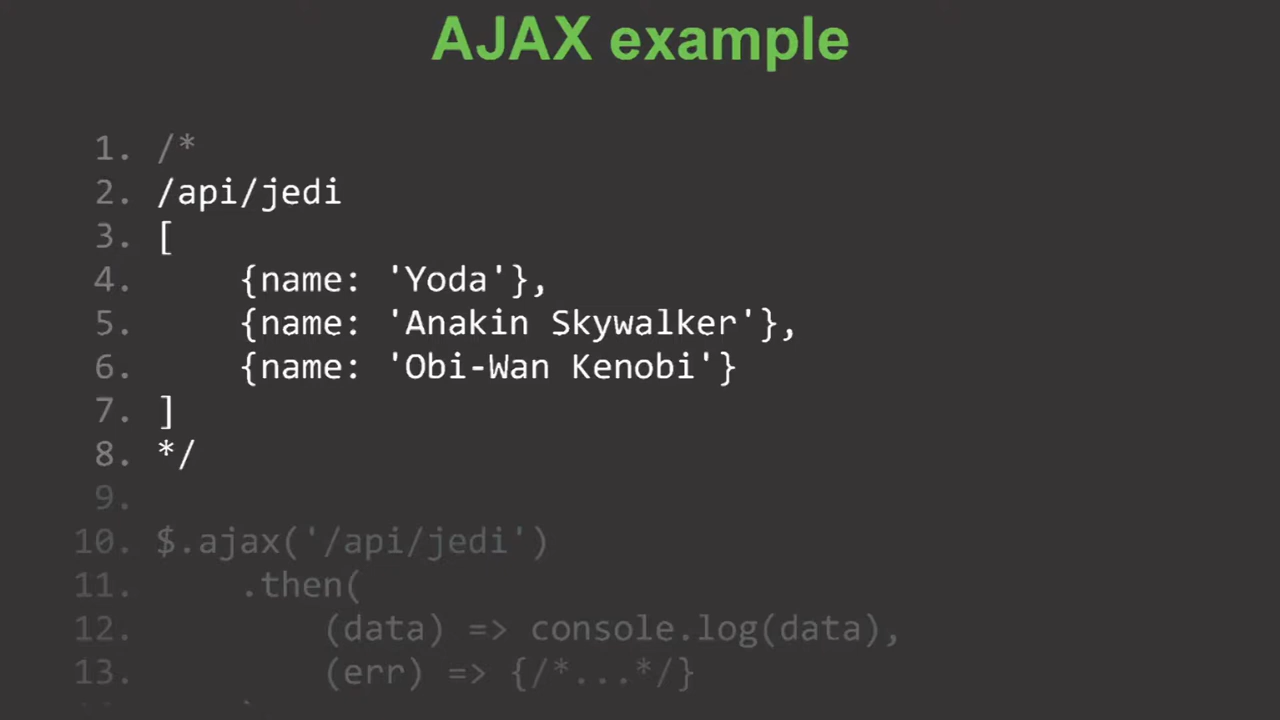 AJAX example
1. /*
2. /api/jedi
3. [
4. {name: 'Yoda'},
5. {name: 'Anakin Skywalker'},
6. {name: 'Obi-Wan Kenobi'}
7. ]
8. */
9.
10. $.ajax('/api/jedi')
11. .then(
12. (data) => console.log(data),
13. (err) => {/*...*/}